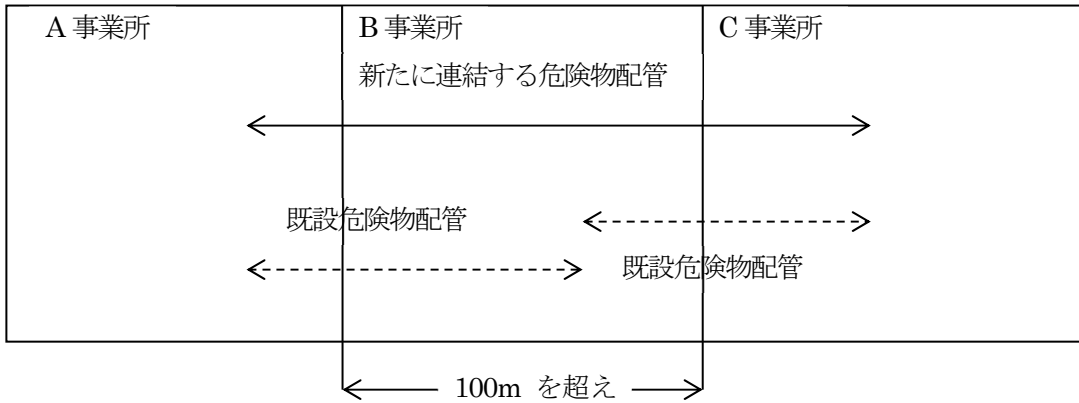 A 事業所
B 事業所
C 事業所
新たに連結する危険物配管
既設危険物配管
既設危険物配管
100m を超え